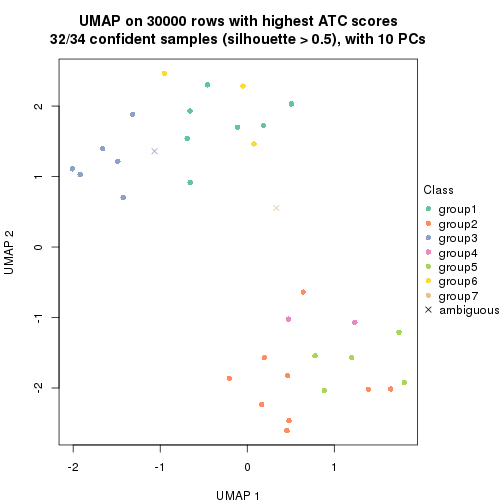 UMAP on 30000 rows with highest ATC scores
32/34 confident samples (silhouette > 0.5), with 10 PCs
UMAP 2
2
1
0
-1
-2
-2
-1
0
1
UMAP 1
Class
group1
group2
group3
group4
group5
group6
group7
ambiguous